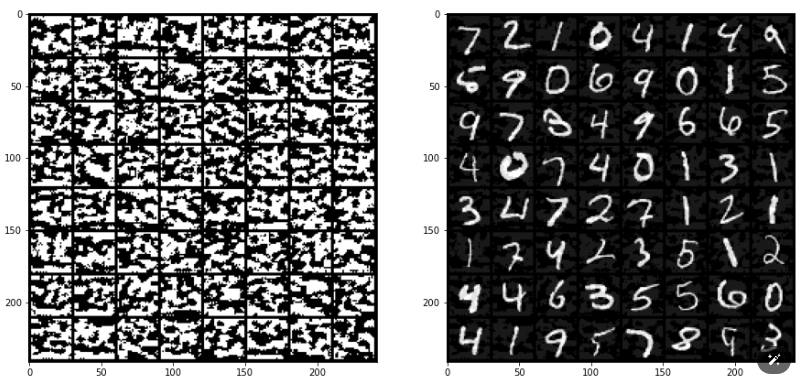 0
50
100
150
200
0 50 100 150 200
0
50
100
150
200
0 50 100 150 200
7 2 1 0 4 1 4 9
5 9 0 6 9 0 1 5
9 7 3 4 9 6 6 5
4 0 7 4 0 1 3 1
3 4 7 2 7 1 2 1
1 7 4 2 3 5 1 2
4 4 6 3 5 5 6 0
4 1 9 5 7 8 9 3